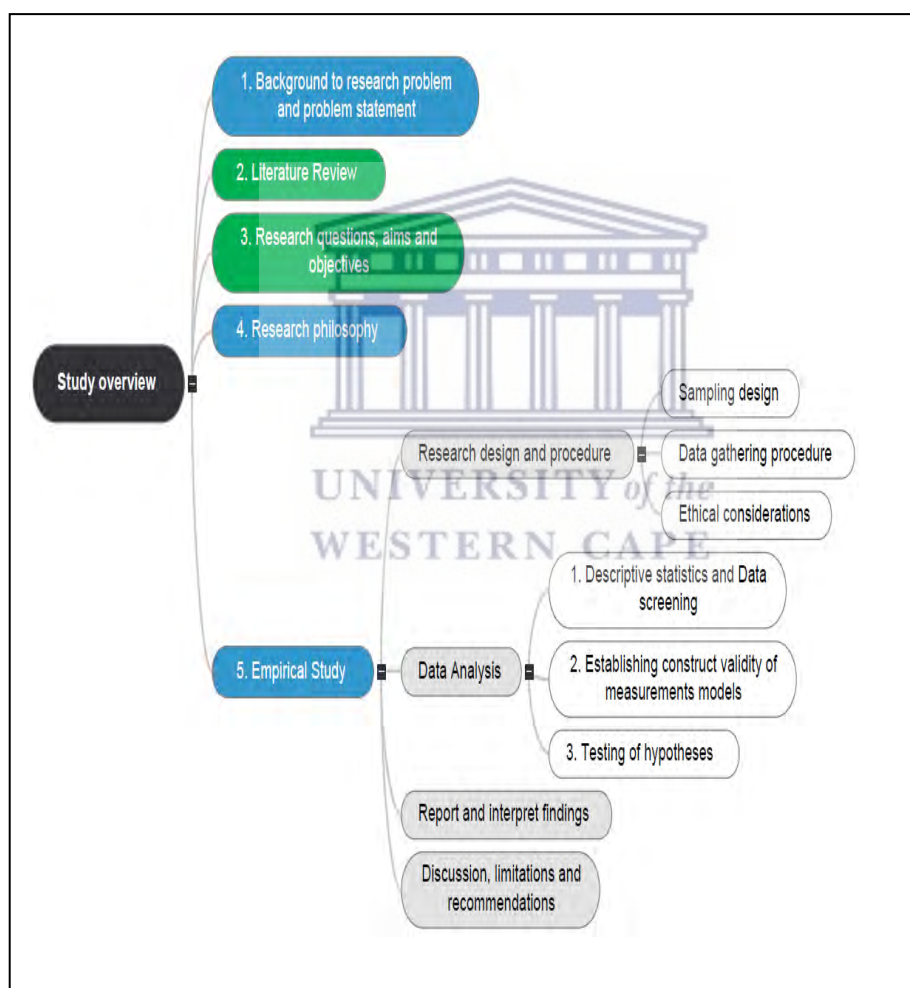 1. Background to research problem
and problem statement
2. Literature Review
3. Research questions, aims and
objectives
4. Research philosophy
Study overview
Sampling design
Research design and procedure
Data gathering procedure
Ethical considerations
UNIVERSITY of the
WESTERN CAPE
1. Descriptive statistics and Data
screening
5. Empirical Study
Data Analysis
2. Establishing construct validity of
measurements models
3. Testing of hypotheses
Report and interpret findings
Discussion, limitations and
recommendations